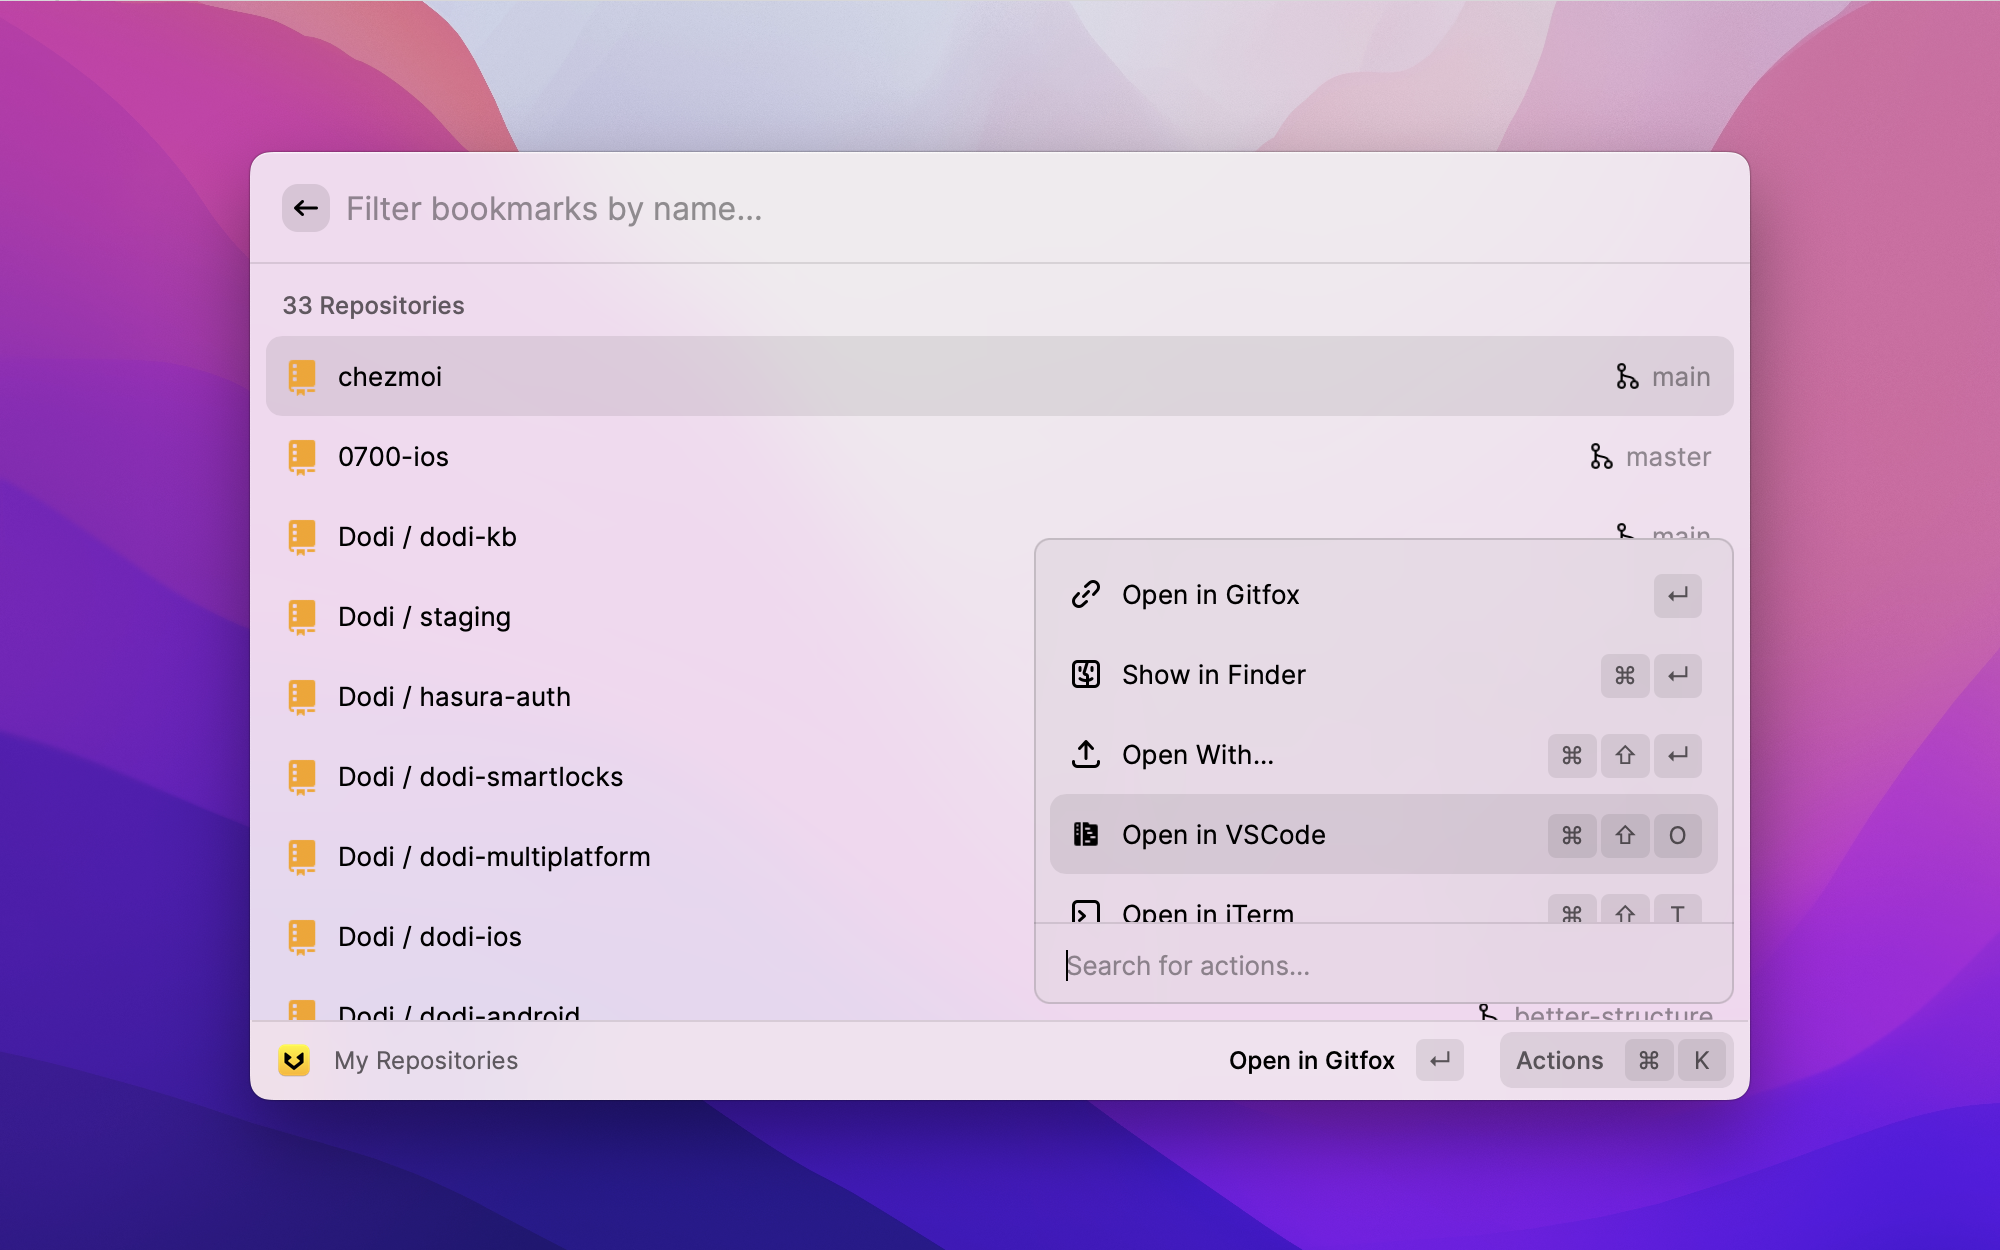 Filter bookmarks by name...
33 Repositories
chezmoi main
0700-ios master
Dodi / dodi-kb main
Dodi / staging
Dodi / hasura-auth
Dodi / dodi-smartlocks
Dodi / dodi-multiplatform
Dodi / dodi-ios
Dodi / dodi-android better-structure
Open in Gitfox ↵
Show in Finder ⌘ ↵
Open With... ⌘ ⇧ ↵
Open in VSCode ⌘ ⇧ O
Open in iTerm ⌘ ⇧ T
Search for actions...
My Repositories Open in Gitfox ↵ Actions ⌘ K